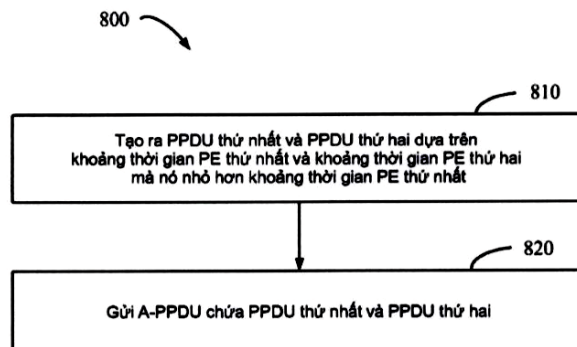 800
810
Tạo ra PPDU thứ nhất và PPDU thứ hai dựa trên
khoảng thời gian PE thứ nhất và khoảng thời gian PE thứ hai
mà nó nhỏ hơn khoảng thời gian PE thứ nhất
820
Gửi A-PPDU chứa PPDU thứ nhất và PPDU thứ hai